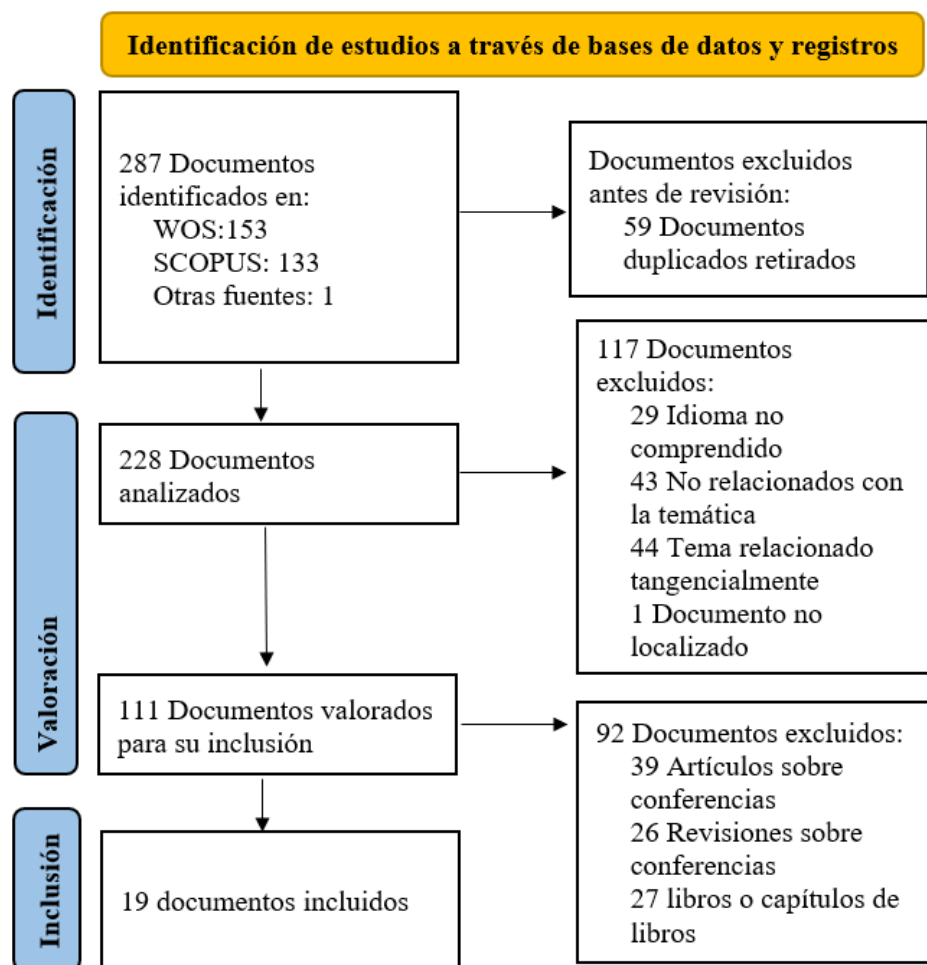 Identificación de estudios a través de bases de datos y registros
Identificación
287 Documentos
identificados en:
WOS:153
SCOPUS: 133
Otras fuentes: 1
Documentos excluidos
antes de revisión:
59 Documentos
duplicados retirados
Valoración
228 Documentos
analizados
117 Documentos
excluidos:
29 Idioma no
comprendido
43 No relacionados con
la temática
44 Tema relacionado
tangencialmente
1 Documento no
localizado
111 Documentos valorados
para su inclusión
92 Documentos excluidos:
39 Artículos sobre
conferencias
26 Revisiones sobre
conferencias
27 libros o capítulos de
libros
Inclusión
19 documentos incluidos